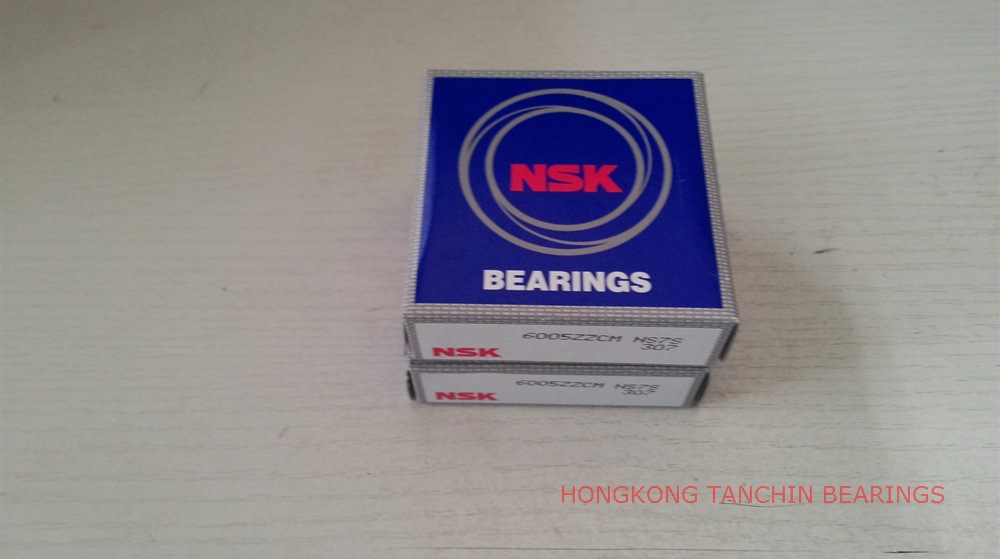 NSK
BEARINGS
6005ZZCM NS7S
307
NSK
6005ZZCM NS7S
307
NSK
HONGKONG TANCHIN BEARINGS